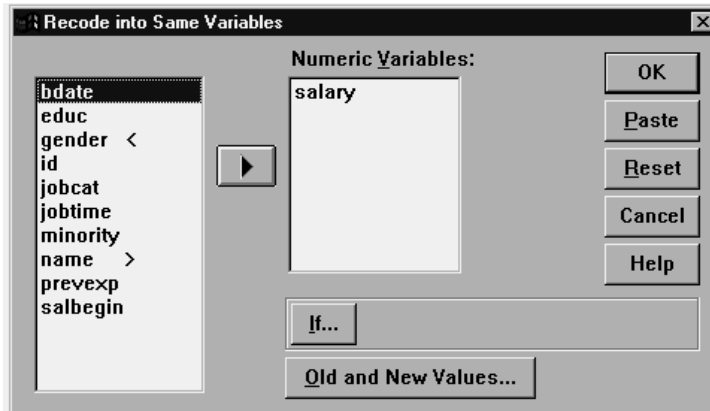 Recode into Same Variables
bdate
educ
gender <
id
jobcat
jobtime
minority
name >
prevexp
salbegin
Numeric Variables:
salary
If...
Old and New Values...
OK
Paste
Reset
Cancel
Help